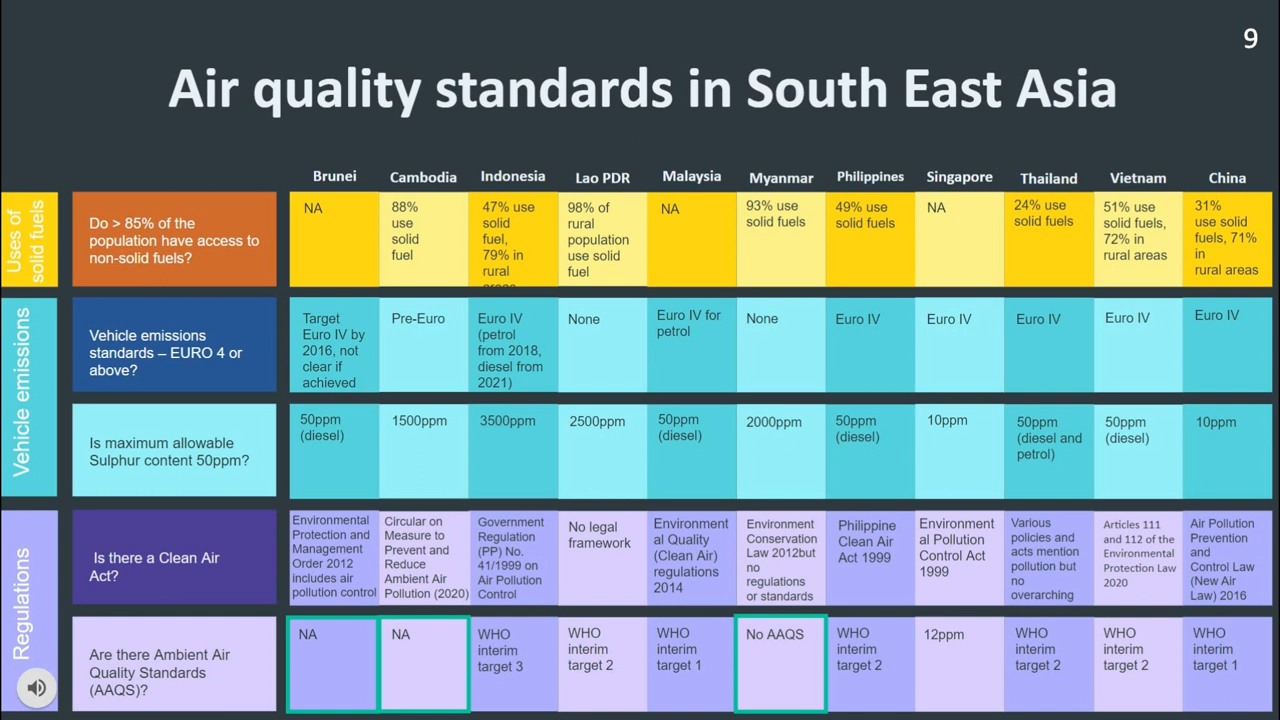 9
Air quality standards in South East Asia
Brunei
Cambodia
Indonesia
Lao PDR
Malaysia
Myanmar
Philippines
Singapore
Thailand
Vietnam
China
Uses of
solid fuels
Do > 85% of the
population have access to
non-solid fuels?
NA
88%
use
solid
fuel
47% use
solid
fuel,
79% in
rural
98% of
rural
population
use solid
fuel
NA
93% use
solid fuels
49% use
solid fuels
NA
24% use
solid fuels
51% use
solid fuels,
72% in
rural areas
31%
use solid
fuels, 71%
in
rural areas
Vehicle emissions
Vehicle emissions
standards – EURO 4 or
above?
Target
Euro IV by
2016, not
clear if
achieved
Pre-Euro
Euro IV
(petrol
from 2018,
diesel from
2021)
None
Euro IV for
petrol
None
Euro IV
Euro IV
Euro IV
Euro IV
Euro IV
Is maximum allowable
Sulphur content 50ppm?
50ppm
(diesel)
1500ppm
3500ppm
2500ppm
50ppm
(diesel)
2000ppm
50ppm
(diesel)
10ppm
50ppm
(diesel and
petrol)
50ppm
(diesel)
10ppm
Regulations
Is there a Clean Air
Act?
Environmental
Protection and
Management
Order 2012
includes air
pollution control
Circular on
Measure to
Prevent and
Reduce
Ambient Air
Pollution (2020)
Government
Regulation
(PP) No.
41/1999 on
Air Pollution
Control
No legal
framework
Environment
al Quality
(Clean Air)
regulations
2014
Environment
Conservation
Law 2012but
no
regulations
or standards
Philippine
Clean Air
Act 1999
Environment
al Pollution
Control Act
1999
Various
policies and
acts mention
pollution but
no
overarching
Articles 111
and 112 of the
Environmental
Protection Law
2020
Air Pollution
Prevention
and
Control Law
(New Air
Law) 2016
Are there Ambient Air
Quality Standards
(AAQS)?
NA
NA
WHO
interim
target 3
WHO
interim
target 2
WHO
interim
target 1
No AAQS
WHO
interim
target 2
12ppm
WHO
interim
target 2
WHO
interim
target 2
WHO
interim
target 1